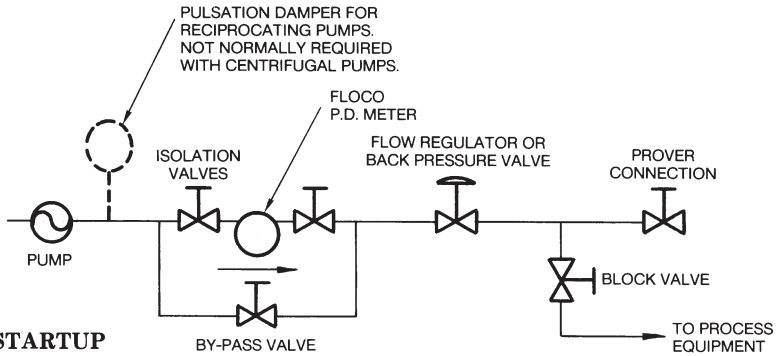 PULSATION DAMPER FOR
RECIPROCATING PUMPS.
NOT NORMALLY REQUIRED
WITH CENTRIFUGAL PUMPS.
FLOCO
P.D. METER
ISOLATION
VALVES
FLOW REGULATOR OR
BACK PRESSURE VALVE
PROVER
CONNECTION
PUMP
BLOCK VALVE
BY-PASS VALVE
TO PROCESS
EQUIPMENT
STARTUP